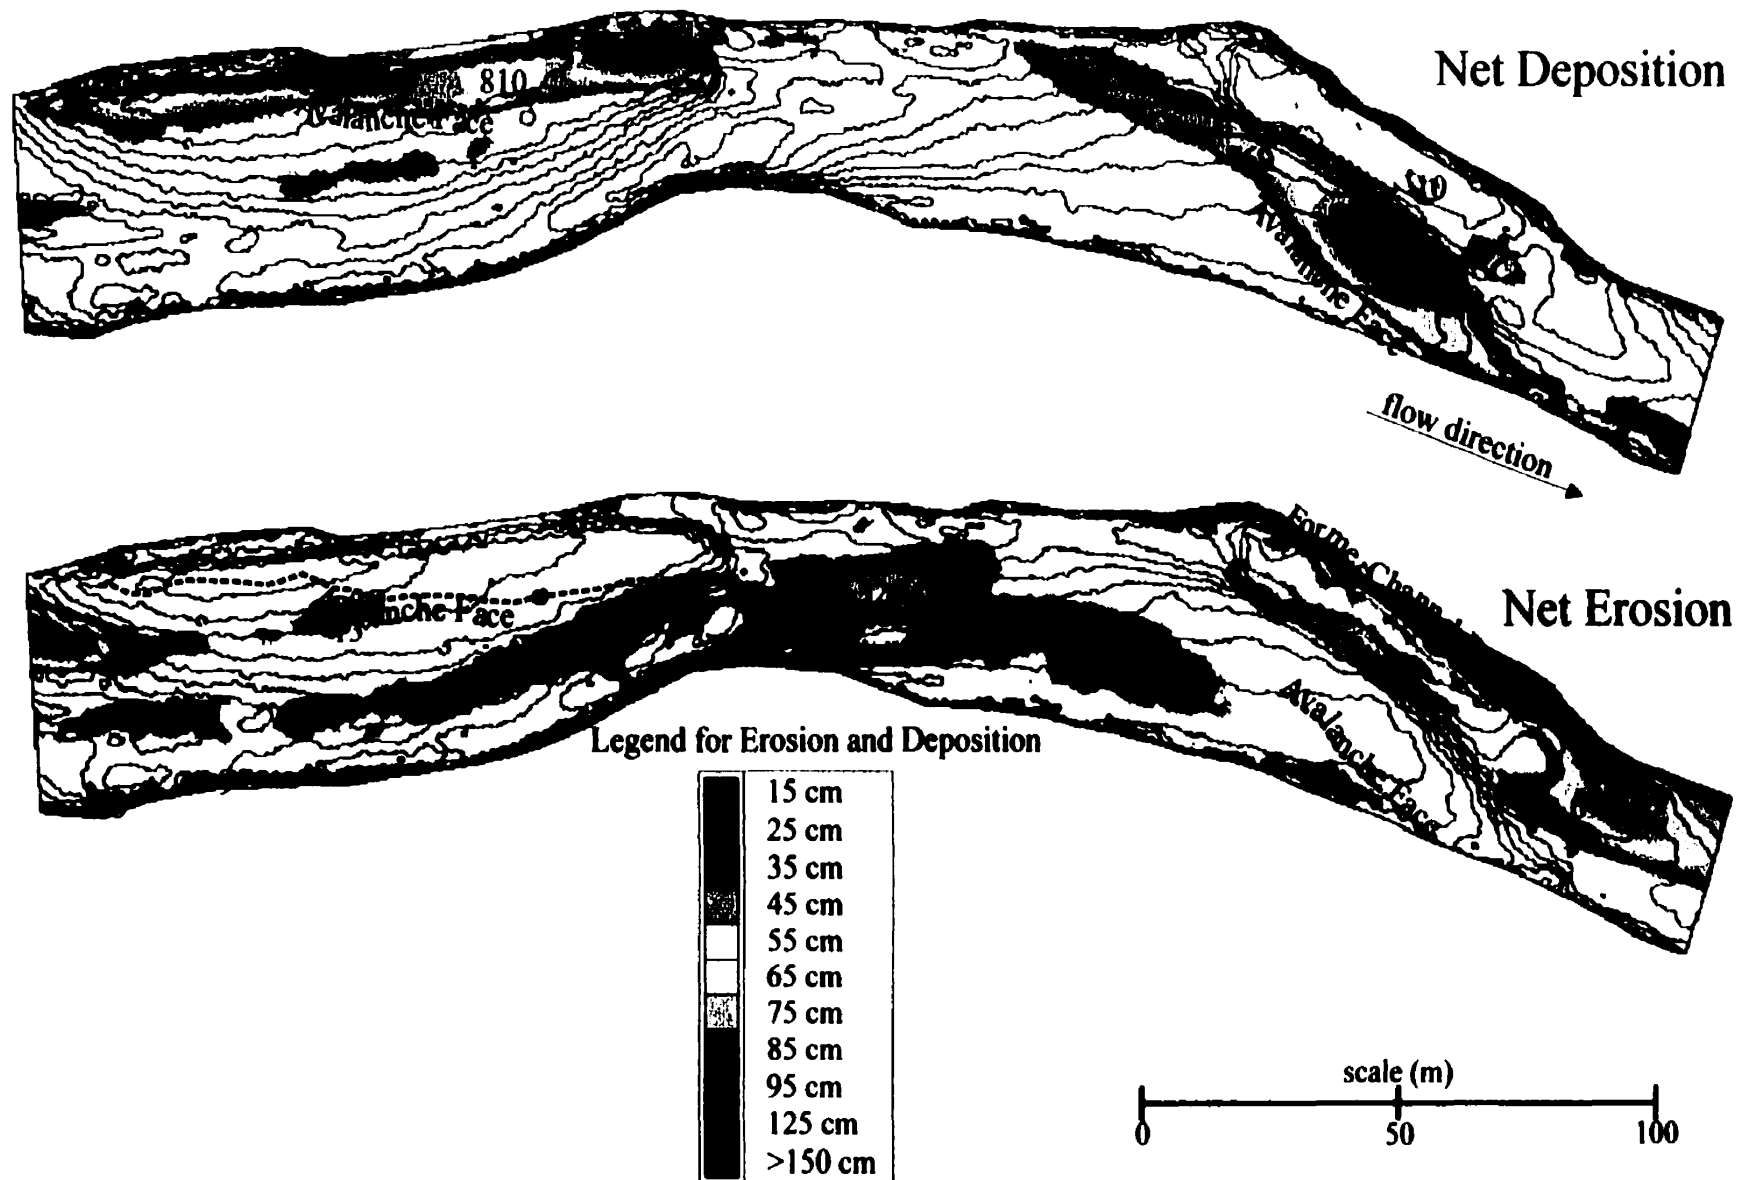 Net Deposition
810
Face
Avalanche Face
flow direction
Net Erosion
Face
Avalanche Face
Legend for Erosion and Deposition
15 cm
25 cm
35 cm
45 cm
55 cm
65 cm
75 cm
85 cm
95 cm
125 cm
>150 cm
scale (m)
0
50
100